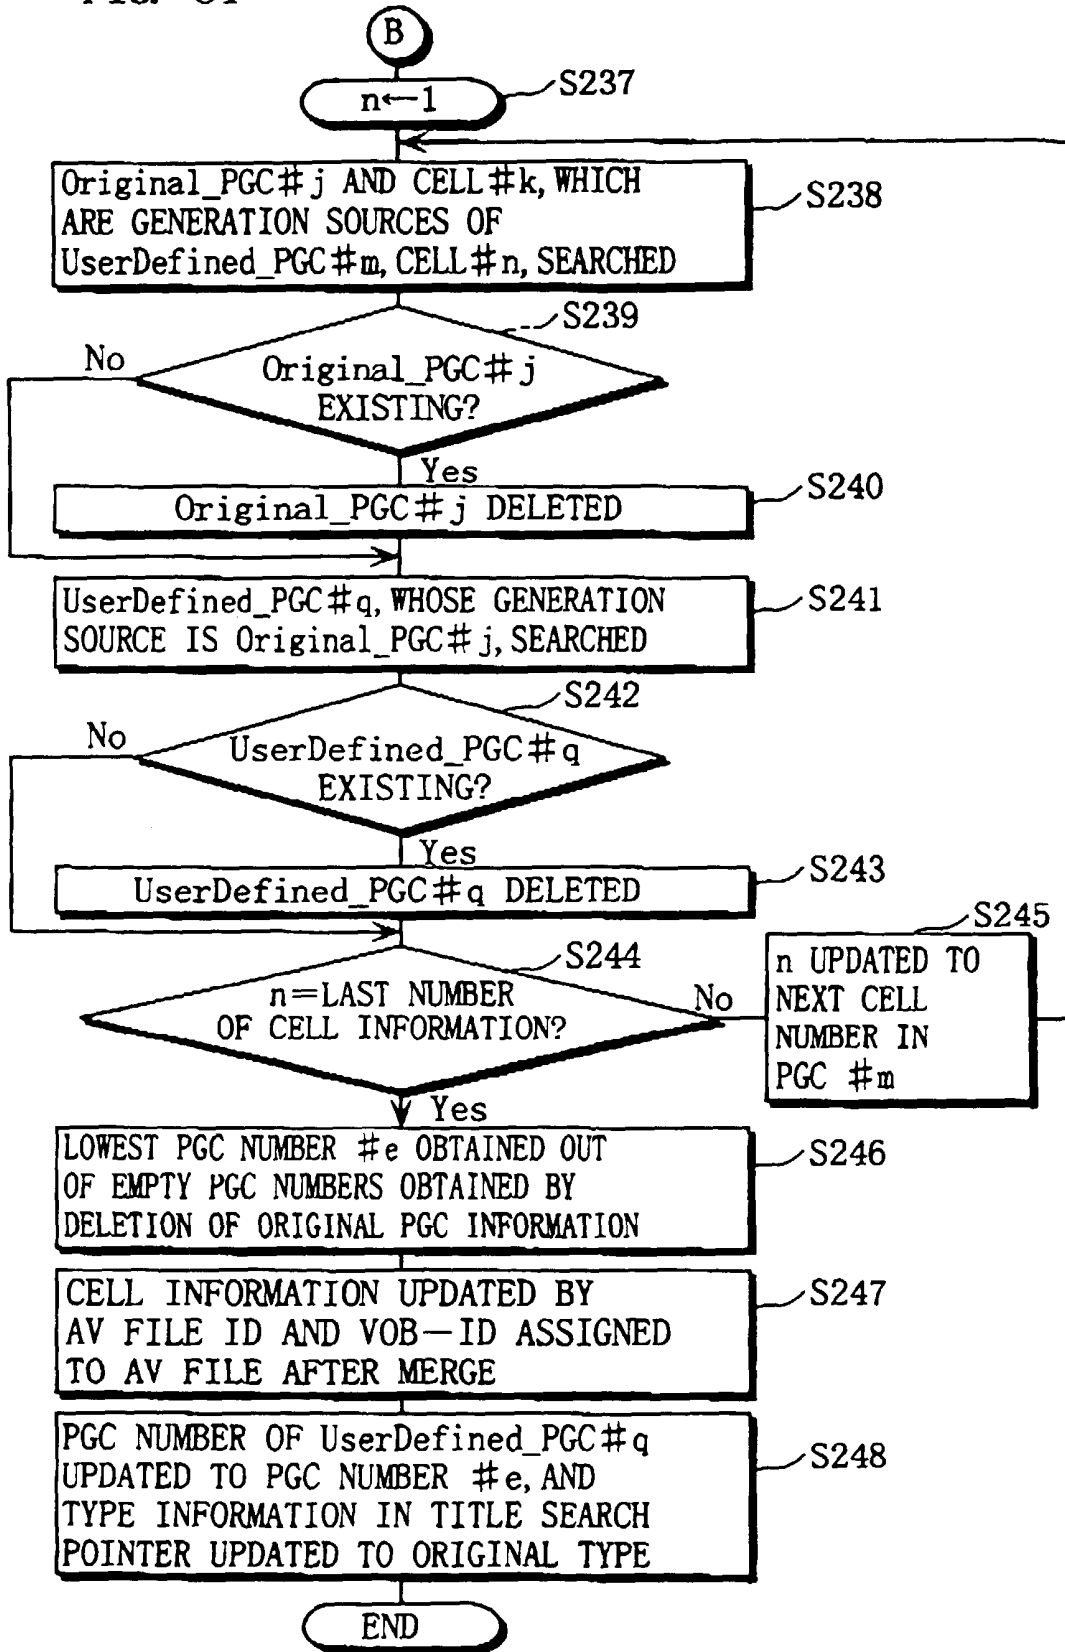 B
n←1
S237
Original_PGC#j AND CELL#k, WHICH
ARE GENERATION SOURCES OF
UserDefined_PGC#m, CELL#n, SEARCHED
S238
S239
No
Original_PGC#j
EXISTING?
Yes
Original_PGC#j DELETED
S240
UserDefined_PGC#q, WHOSE GENERATION
SOURCE IS Original_PGC#j, SEARCHED
S241
S242
No
UserDefined_PGC#q
EXISTING?
Yes
UserDefined_PGC#q DELETED
S243
S244
n=LAST NUMBER
OF CELL INFORMATION?
No
S245
n UPDATED TO
NEXT CELL
NUMBER IN
PGC #m
Yes
LOWEST PGC NUMBER #e OBTAINED OUT
OF EMPTY PGC NUMBERS OBTAINED BY
DELETION OF ORIGINAL PGC INFORMATION
S246
CELL INFORMATION UPDATED BY
AV FILE ID AND VOB-ID ASSIGNED
TO AV FILE AFTER MERGE
S247
PGC NUMBER OF UserDefined_PGC#q
UPDATED TO PGC NUMBER #e, AND
TYPE INFORMATION IN TITLE SEARCH
POINTER UPDATED TO ORIGINAL TYPE
S248
END